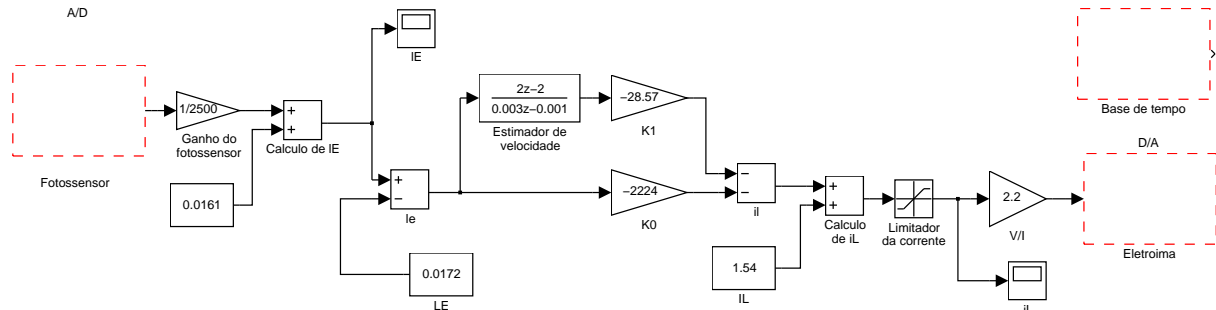 A/D
Fotossensor
1/2500
Ganho do
fotossensor
0.0161
+
+
Calculo de lE
lE
+
−
le
0.0172
LE
2z−2
0.003z−0.001
Estimador de
velocidade
−28.57
K1
−2224
K0
−
−
il
1.54
IL
+
+
Calculo
de iL
Limitador
da corrente
2.2
V/I
iL
Base de tempo
D/A
Eletroima